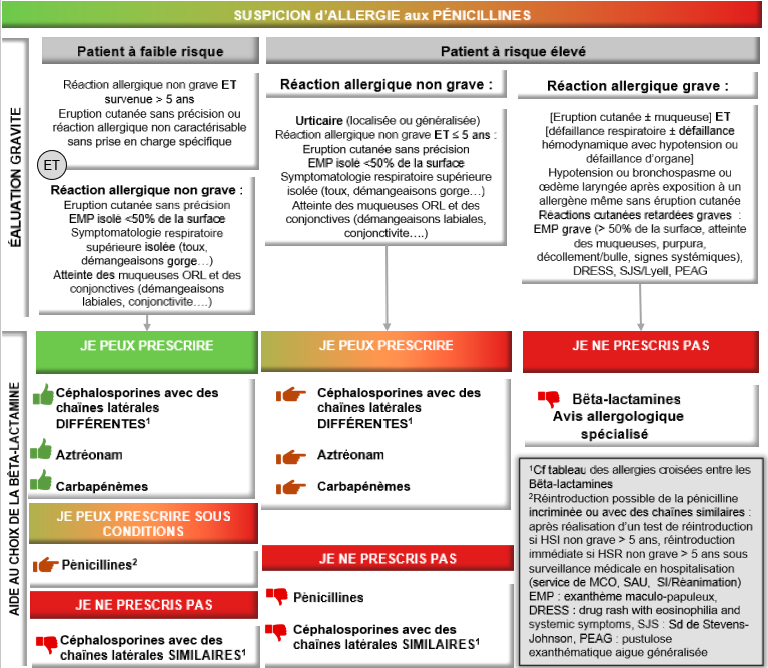 SUSPICION d'ALLERGIE aux PÉNICILLINES
ÉALUATION GRAVITE
Patient à faible risque
Réaction allergique non grave ET
survenue > 5 ans
Eruption cutanée sans précision ou
réaction allergique non caractérisable
sans prise en charge spécifique
ET
Réaction allergique non grave :
Eruption cutanée sans précision
EMP isolé <50% de la surface
Symptomatologie respiratoire
supérieure isolée (toux,
démangeaisons gorge…)
Atteinte des muqueuses ORL et des
conjonctives (démangeaisons
labiales, conjonctivite….)
Patient à risque élevé
Réaction allergique non grave :
Urticaire (localisée ou généralisée)
Réaction allergique non grave ET ≤ 5 ans :
Eruption cutanée sans précision
EMP isolé <50% de la surface
Symptomatologie respiratoire supérieure
isolée (toux, démangeaisons gorge…)
Atteinte des muqueuses ORL et des
conjonctives (démangeaisons labiales,
conjonctivite….)
Réaction allergique grave :
[Eruption cutanée ± muqueuse] ET
[défaillance respiratoire ± défaillance
hémodynamique avec hypotension ou
défaillance d'organe]
Hypotension ou bronchospasme ou
œdème laryngée après exposition à un
allergène même sans éruption cutanée
Réactions cutanées retardées graves :
EMP grave (> 50% de la surface, atteinte
des muqueuses, purpura,
décollement/bulle, signes systémiques),
DRESS, SJS/Lyell, PEAG
AIDE AU CHOIX DE LA BÊTA-LACTAMINE
JE PEUX PRESCRIRE
Céphalosporines avec des
chaînes latérales
DIFFÉRENTES¹
Aztréonam
Carbapénèmes
JE PEUX PRESCRIRE SOUS
CONDITIONS
Pénicillines²
JE NE PRESCRIS PAS
Céphalosporines avec des
chaînes latérales SIMILAIRES¹
JE PEUX PRESCRIRE
Céphalosporines avec des
chaînes latérales
DIFFÉRENTES¹
Aztréonam
Carbapénèmes
JE NE PRESCRIS PAS
Pénicillines
Céphalosporines avec des
chaînes latérales SIMILAIRES¹
JE NE PRESCRIS PAS
Bêta-lactamines
Avis allergologique
spécialisé
¹Cf tableau des allergies croisées entre les
Bêta-lactamines
²Réintroduction possible de la pénicilline
incriminée ou avec des chaînes similaires :
après réalisation d'un test de réintroduction
si HSI non grave > 5 ans, réintroduction
immédiate si HSR non grave > 5 ans sous
surveillance médicale en hospitalisation
(service de MCO, SAU, SI/Réanimation)
EMP : exanthème maculo-papuleux,
DRESS : drug rash with eosinophilia and
systemic symptoms, SJS : Sd de Stevens-
Johnson, PEAG : pustulose
exanthématique aigue généralisée